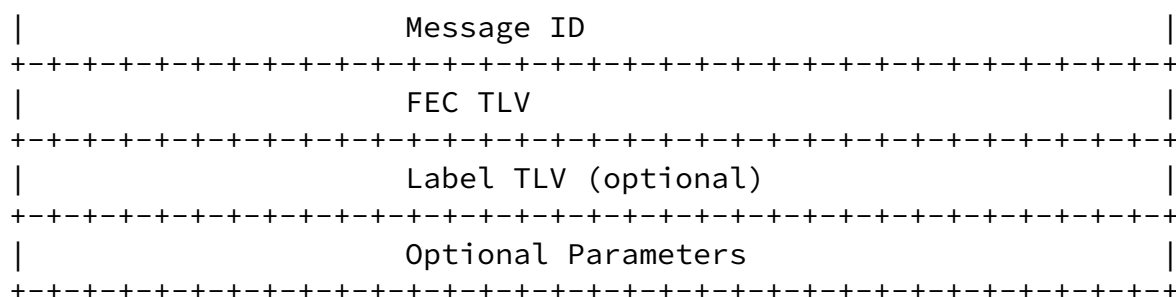 |                     Message ID                                |
+-+-+-+-+-+-+-+-+-+-+-+-+-+-+-+-+-+-+-+-+-+-+-+-+-+-+-+-+-+-+-+-+
|                     FEC TLV                                   |
+-+-+-+-+-+-+-+-+-+-+-+-+-+-+-+-+-+-+-+-+-+-+-+-+-+-+-+-+-+-+-+-+
|                     Label TLV (optional)                      |
+-+-+-+-+-+-+-+-+-+-+-+-+-+-+-+-+-+-+-+-+-+-+-+-+-+-+-+-+-+-+-+-+
|                     Optional Parameters                       |
+-+-+-+-+-+-+-+-+-+-+-+-+-+-+-+-+-+-+-+-+-+-+-+-+-+-+-+-+-+-+-+-+